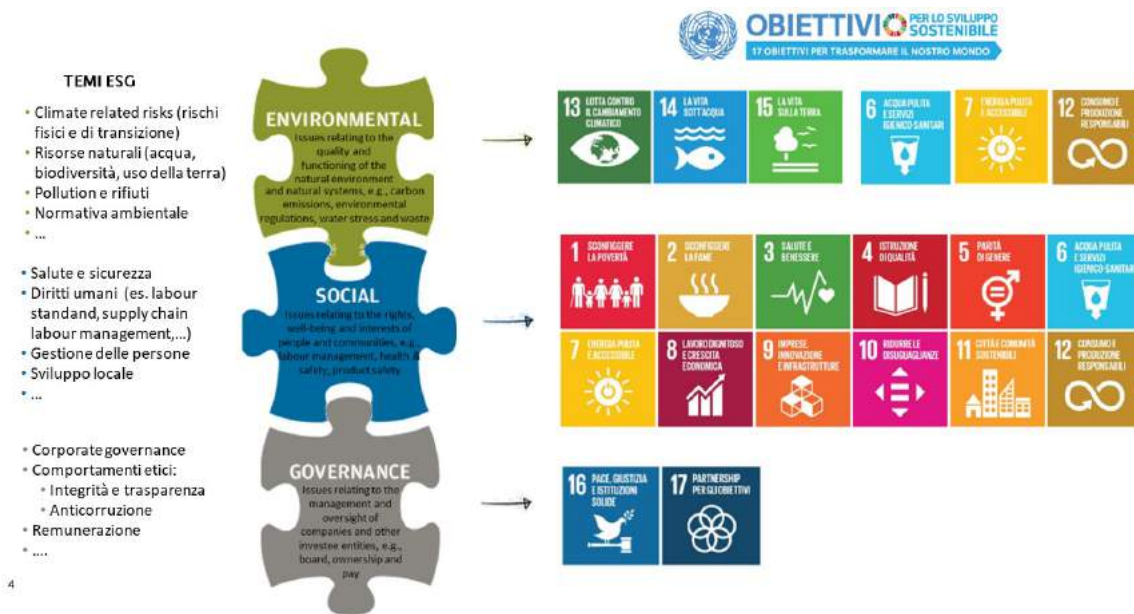 OBIETTIVI PER LO SVILUPPO SOSTENIBILE
17 OBIETTIVI PER TRASFORMARE IL NOSTRO MONDO
TEMI ESG
• Climate related risks (rischi
fisici e di transizione)
• Risorse naturali (acqua,
biodiversità, uso della terra)
• Pollution e rifiuti
• Normativa ambientale
• ...
ENVIRONMENTAL
Issues relating to the
quality and
functioning of the
natural environment
and natural systems, e.g., carbon
emissions, environmental
regulations, water stress and waste
13 LOTTA CONTRO
IL CAMBIAMENTO
CLIMATICO
14 LA VITA
SOTT'ACQUA
15 LA VITA
SULLA TERRA
6 ACQUA PULITA
E SERVIZI
IGIENICO-SANITARI
7 ENERGIA PULITA
E ACCESSIBILE
12 CONSUMO E
PRODUZIONE
RESPONSABILI
• Salute e sicurezza
• Diritti umani (es. labour
standand, supply chain
labour management,...)
• Gestione delle persone
• Sviluppo locale
• ...
SOCIAL
Issues relating to the rights,
well-being and interests of
people and communities, e.g.,
labour management, health &
safety, product safety
1 SCONFIGGERE
LA POVERTÀ
2 SCONFIGGERE
LA FAME
3 SALUTE E
BENESSERE
4 ISTRUZIONE
DI QUALITÀ
5 PARITÀ
DI GENERE
6 ACQUA PULITA
E SERVIZI
IGIENICO-SANITARI
7 ENERGIA PULITA
E ACCESSIBILE
8 LAVORO DIGNITOSO
E CRESCITA
ECONOMICA
9 IMPRESE,
INNOVAZIONE
E INFRASTRUTTURE
10 RIDURRE LE
DISUGUAGLIANZE
11 CITTÀ E COMUNITÀ
SOSTENIBILI
12 CONSUMO E
PRODUZIONE
RESPONSABILI
• Corporate governance
• Comportamenti etici:
• Integrità e trasparenza
• Anticorruzione
• Remunerazione
• ....
GOVERNANCE
Issues relating to the
management and
oversight of
companies and other
investee entities, e.g.,
board, ownership and
pay
16 PACE, GIUSTIZIA
E ISTITUZIONI
SOLIDE
17 PARTNERSHIP
PER GLI OBIETTIVI
4